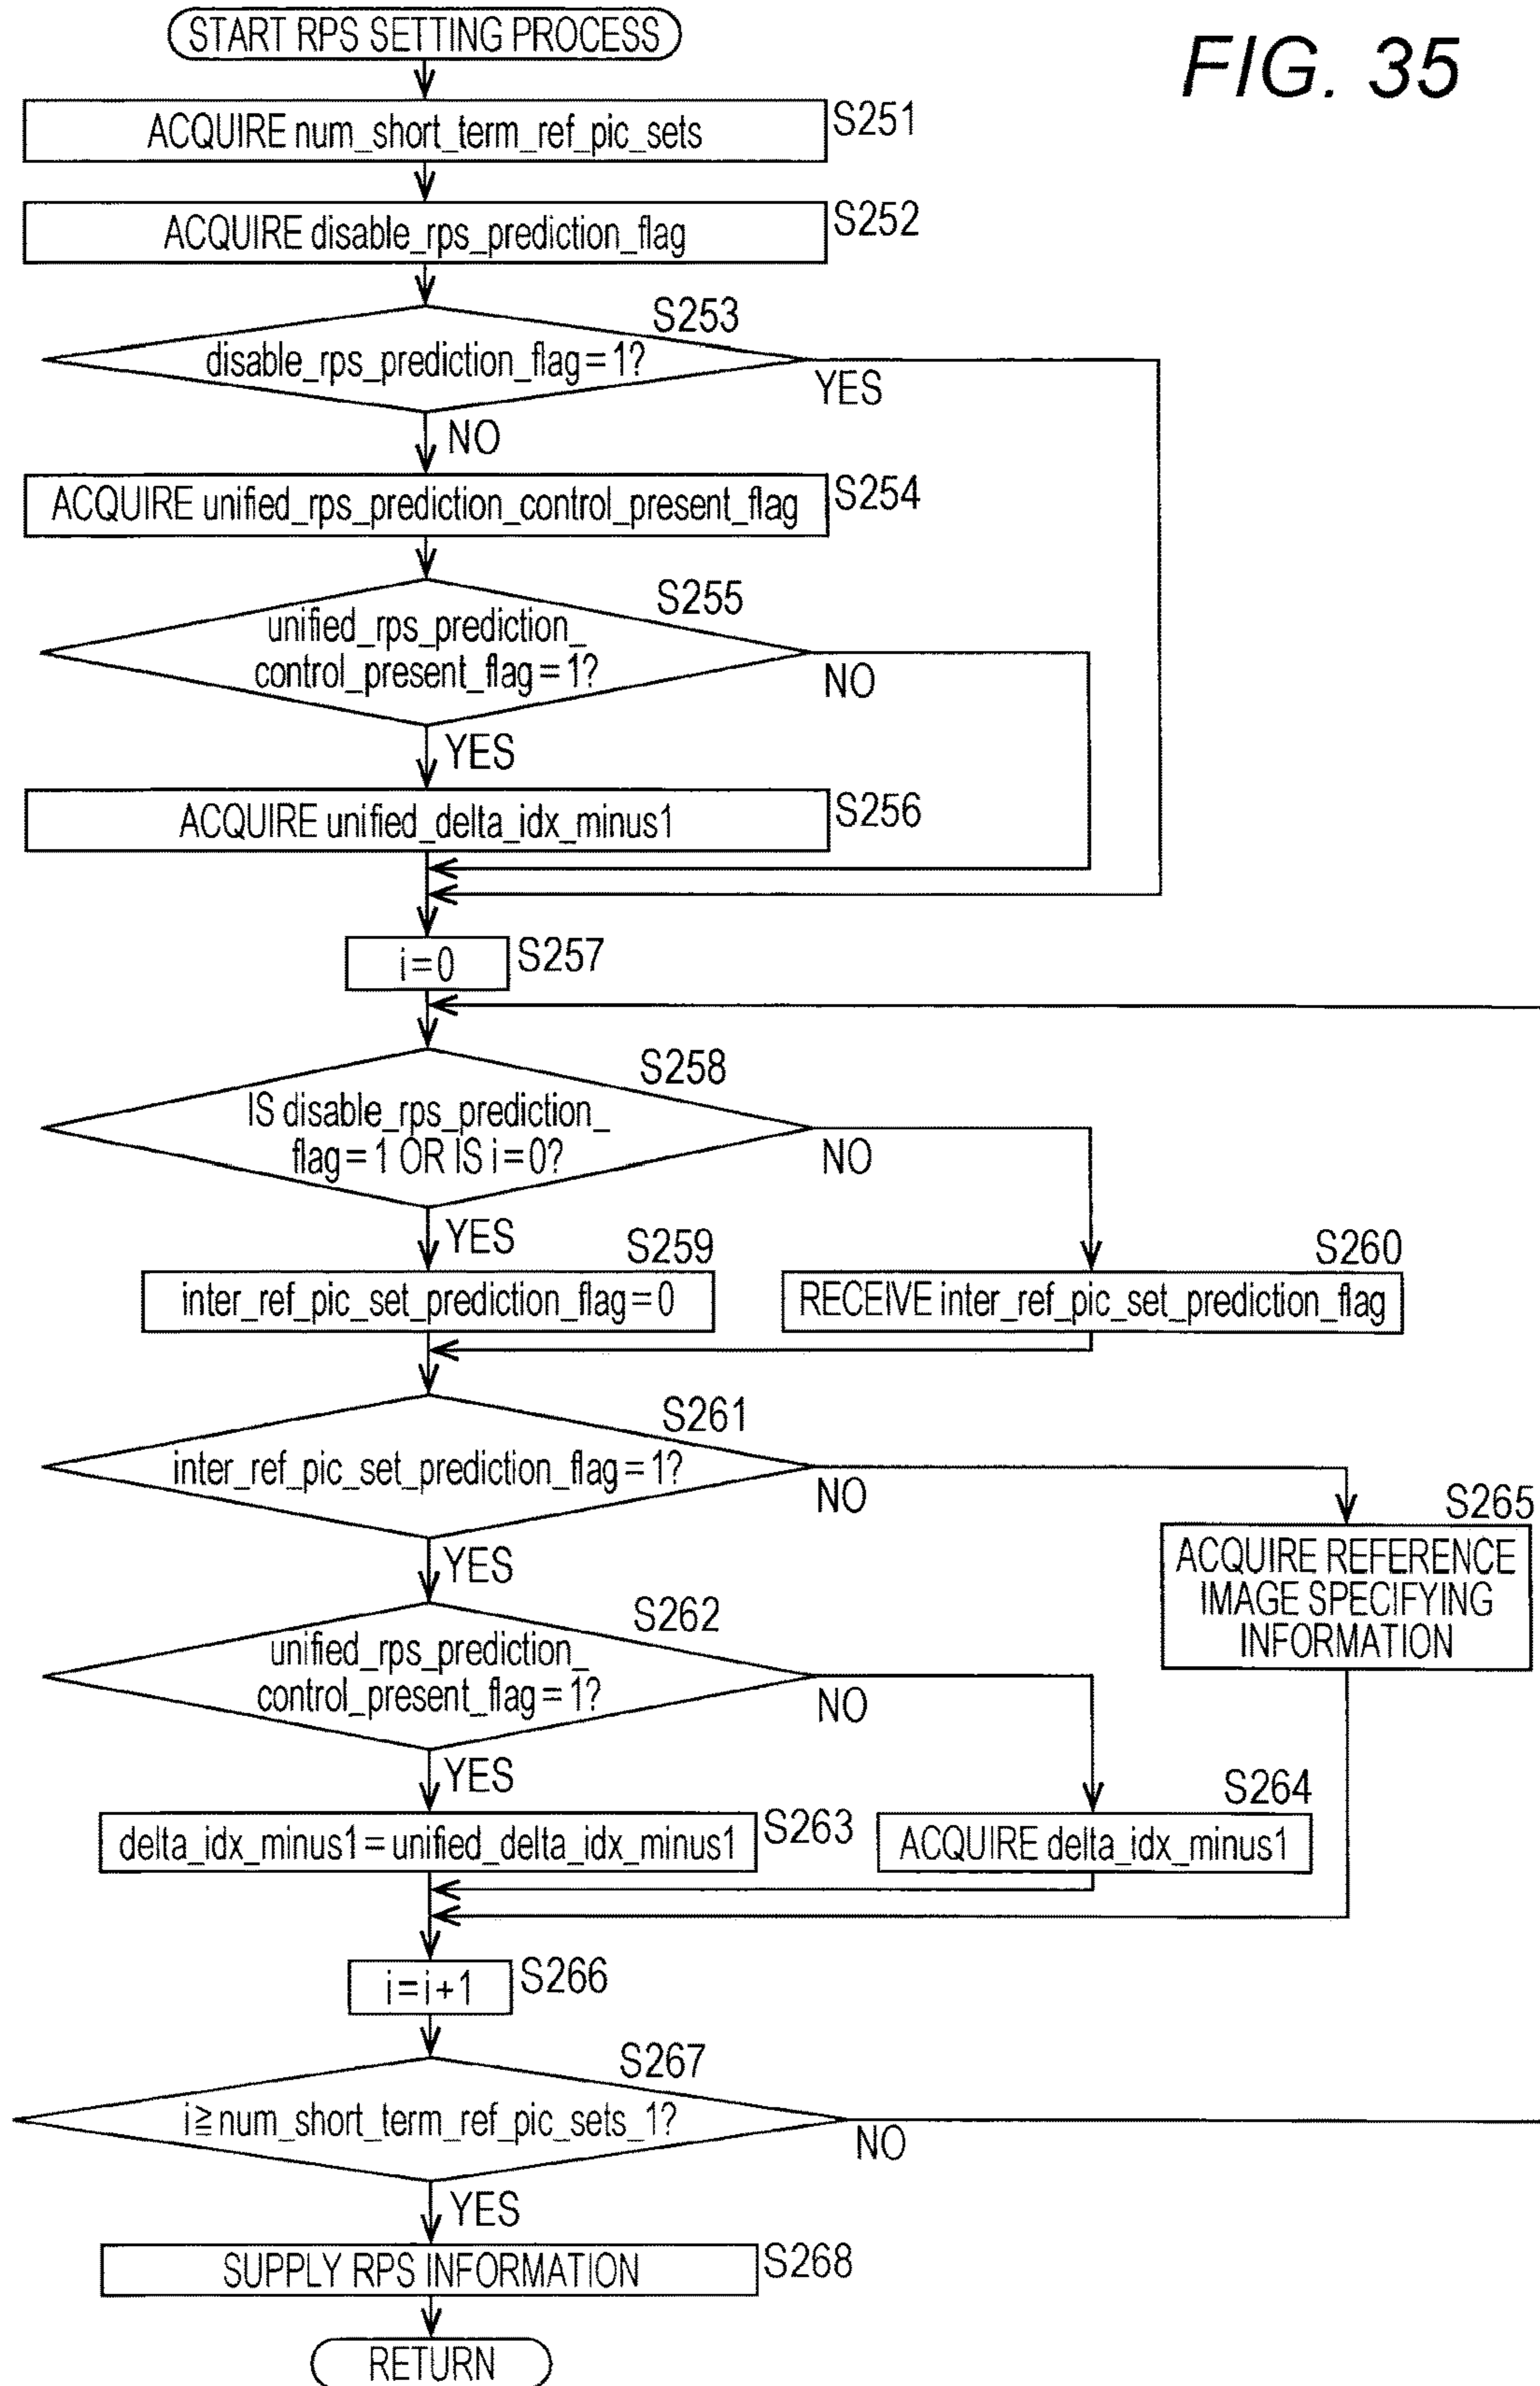 FIG. 35
START RPS SETTING PROCESS
ACQUIRE num_short_term_ref_pic_sets
S251
ACQUIRE disable_rps_prediction_flag
S252
S253
disable_rps_prediction_flag=1?
YES
NO
ACQUIRE unified_rps_prediction_control_present_flag
S254
S255
unified_rps_prediction_
control_present_flag=1?
NO
YES
ACQUIRE unified_delta_idx_minus1
S256
i=0
S257
S258
IS disable_rps_prediction_
flag=1 OR IS i=0?
NO
YES
S259
inter_ref_pic_set_prediction_flag=0
S260
RECEIVE inter_ref_pic_set_prediction_flag
S261
inter_ref_pic_set_prediction_flag=1?
NO
YES
S265
ACQUIRE REFERENCE
IMAGE SPECIFYING
INFORMATION
S262
unified_rps_prediction_
control_present_flag=1?
NO
YES
delta_idx_minus1=unified_delta_idx_minus1
S263
S264
ACQUIRE delta_idx_minus1
i=i+1
S266
S267
i≧num_short_term_ref_pic_sets_1?
NO
YES
SUPPLY RPS INFORMATION
S268
RETURN